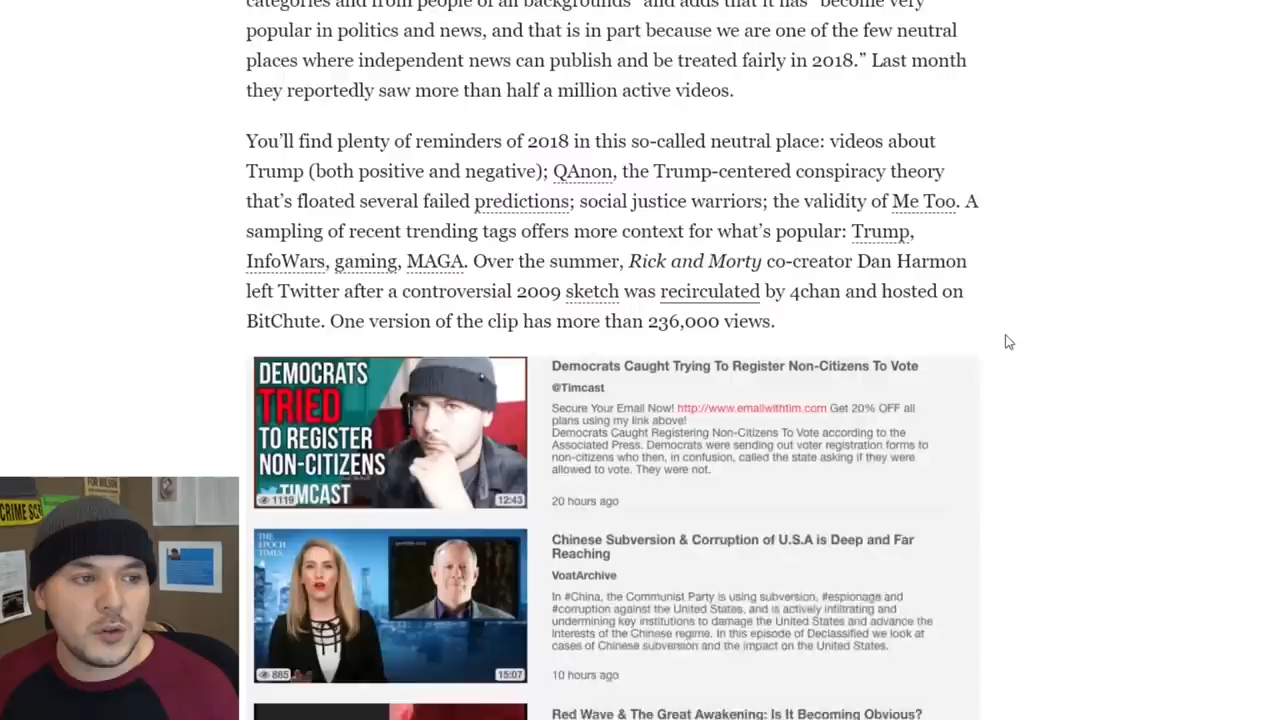 categories and from people of all backgrounds" and adds that it has "become very
popular in politics and news, and that is in part because we are one of the few neutral
places where independent news can publish and be treated fairly in 2018." Last month
they reportedly saw more than half a million active videos.
You'll find plenty of reminders of 2018 in this so-called neutral place: videos about
Trump (both positive and negative); QAnon, the Trump-centered conspiracy theory
that's floated several failed predictions; social justice warriors; the validity of Me Too. A
sampling of recent trending tags offers more context for what's popular: Trump,
InfoWars, gaming, MAGA. Over the summer, Rick and Morty co-creator Dan Harmon
left Twitter after a controversial 2009 sketch was recirculated by 4chan and hosted on
BitChute. One version of the clip has more than 236,000 views.
DEMOCRATS
TRIED
TO REGISTER
NON-CITIZENS
TIMCAST
1119
12:43
Democrats Caught Trying To Register Non-Citizens To Vote
@Timcast
Secure Your Email Now! http://www.emailwithtim.com Get 20% OFF all
plans using my link above!
Democrats Caught Registering Non-Citizens To Vote according to the
Associated Press. Democrats were sending out voter registration forms to
non-citizens who then, in confusion, called the state asking if they were
allowed to vote. They were not.
20 hours ago
THE
EPOCH
TIMES
885
15:07
Chinese Subversion & Corruption of U.S.A is Deep and Far
Reaching
VoatArchive
In #China, the Communist Party is using subversion, #espionage and
#corruption against the United States, and is actively infiltrating and
undermining key institutions to damage the United States and advance the
interests of the Chinese regime. In this episode of Declassified we look at
cases of Chinese subversion and the impact on the United States.
10 hours ago
Red Wave & The Great Awakening: Is It Becoming Obvious?
FOR WILSON
CRIME SC